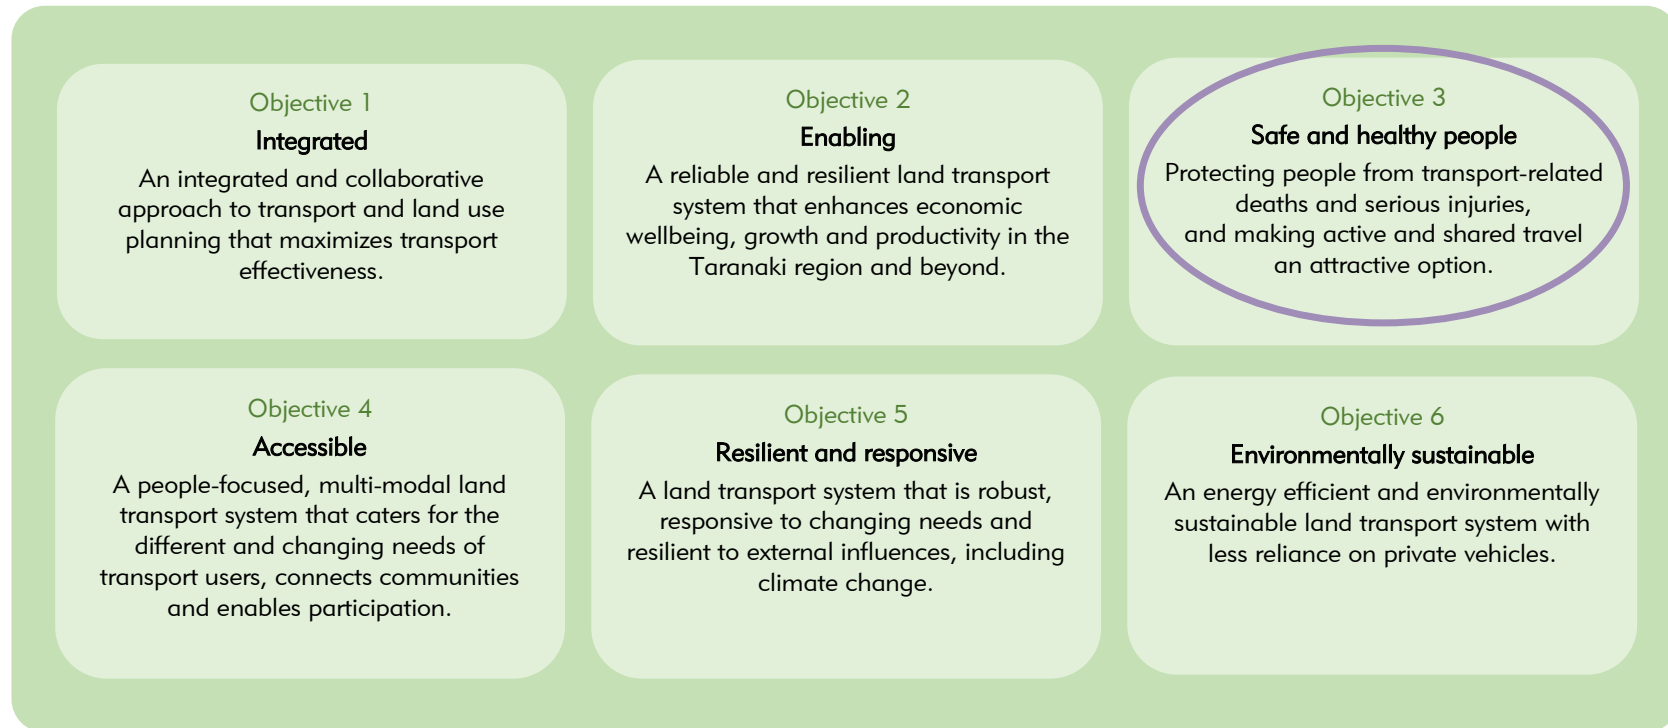 Objective 1
Integrated
An integrated and collaborative
approach to transport and land use
planning that maximizes transport
effectiveness.
Objective 2
Enabling
A reliable and resilient land transport
system that enhances economic
wellbeing, growth and productivity in the
Taranaki region and beyond.
Objective 3
Safe and healthy people
Protecting people from transport-related
deaths and serious injuries,
and making active and shared travel
an attractive option.
Objective 4
Accessible
A people-focused, multi-modal land
transport system that caters for the
different and changing needs of
transport users, connects communities
and enables participation.
Objective 5
Resilient and responsive
A land transport system that is robust,
responsive to changing needs and
resilient to external influences, including
climate change.
Objective 6
Environmentally sustainable
An energy efficient and environmentally
sustainable land transport system with
less reliance on private vehicles.